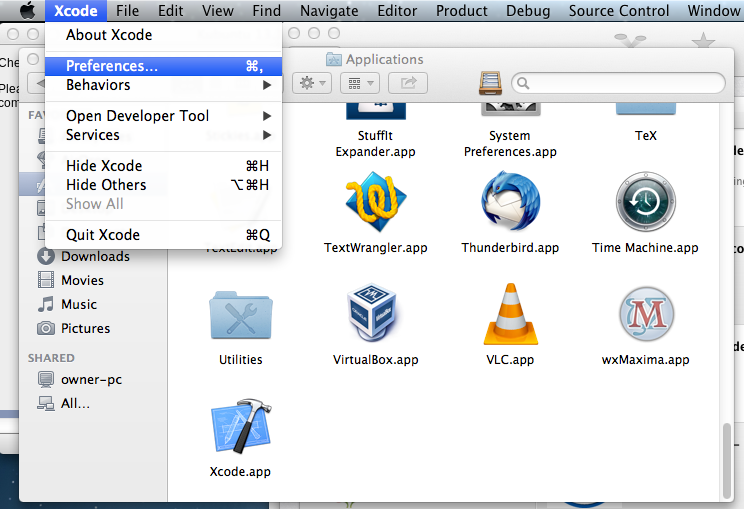 Xcode File Edit View Find Navigate Editor Product Debug Source Control Window
About Xcode
Preferences... ⌘,
Behaviors
Open Developer Tool
Services
Hide Xcode ⌘H
Hide Others ⌥⌘H
Show All
Quit Xcode ⌘Q
Applications
StuffIt
Expander.app
System
Preferences.app
TeX
TextEdit.app
TextWrangler.app
Thunderbird.app
Time Machine.app
Utilities
VirtualBox.app
VLC.app
wxMaxima.app
Xcode.app
Downloads
Movies
Music
Pictures
SHARED
owner-pc
All...